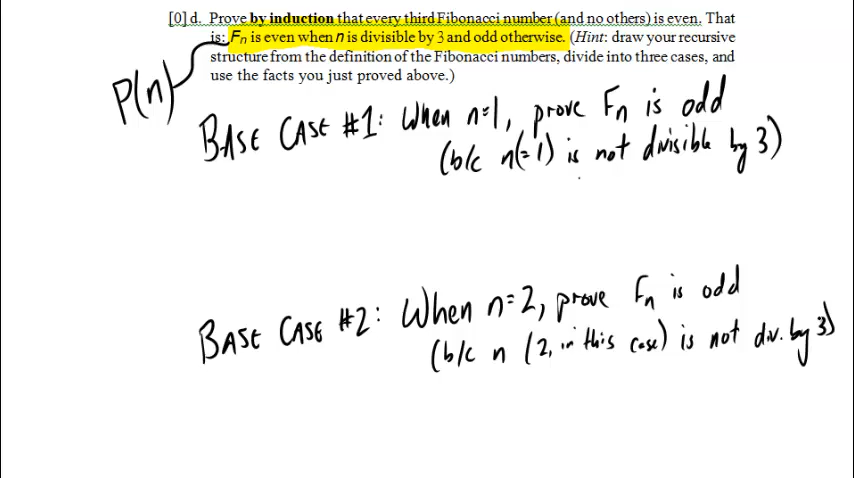 [0] d. Prove by induction that every third Fibonacci number (and no others) is even. That
is: Fn is even when n is divisible by 3 and odd otherwise. (Hint: draw your recursive
structure from the definition of the Fibonacci numbers, divide into three cases, and
use the facts you just proved above.)
P(n)
BASE CASE #1: When n=1, prove Fn is odd
(b/c n(=1) is not divisible by 3)
BASE CASE #2: When n=2, prove Fn is odd
(b/c n (2, in this case) is not div. by 3)